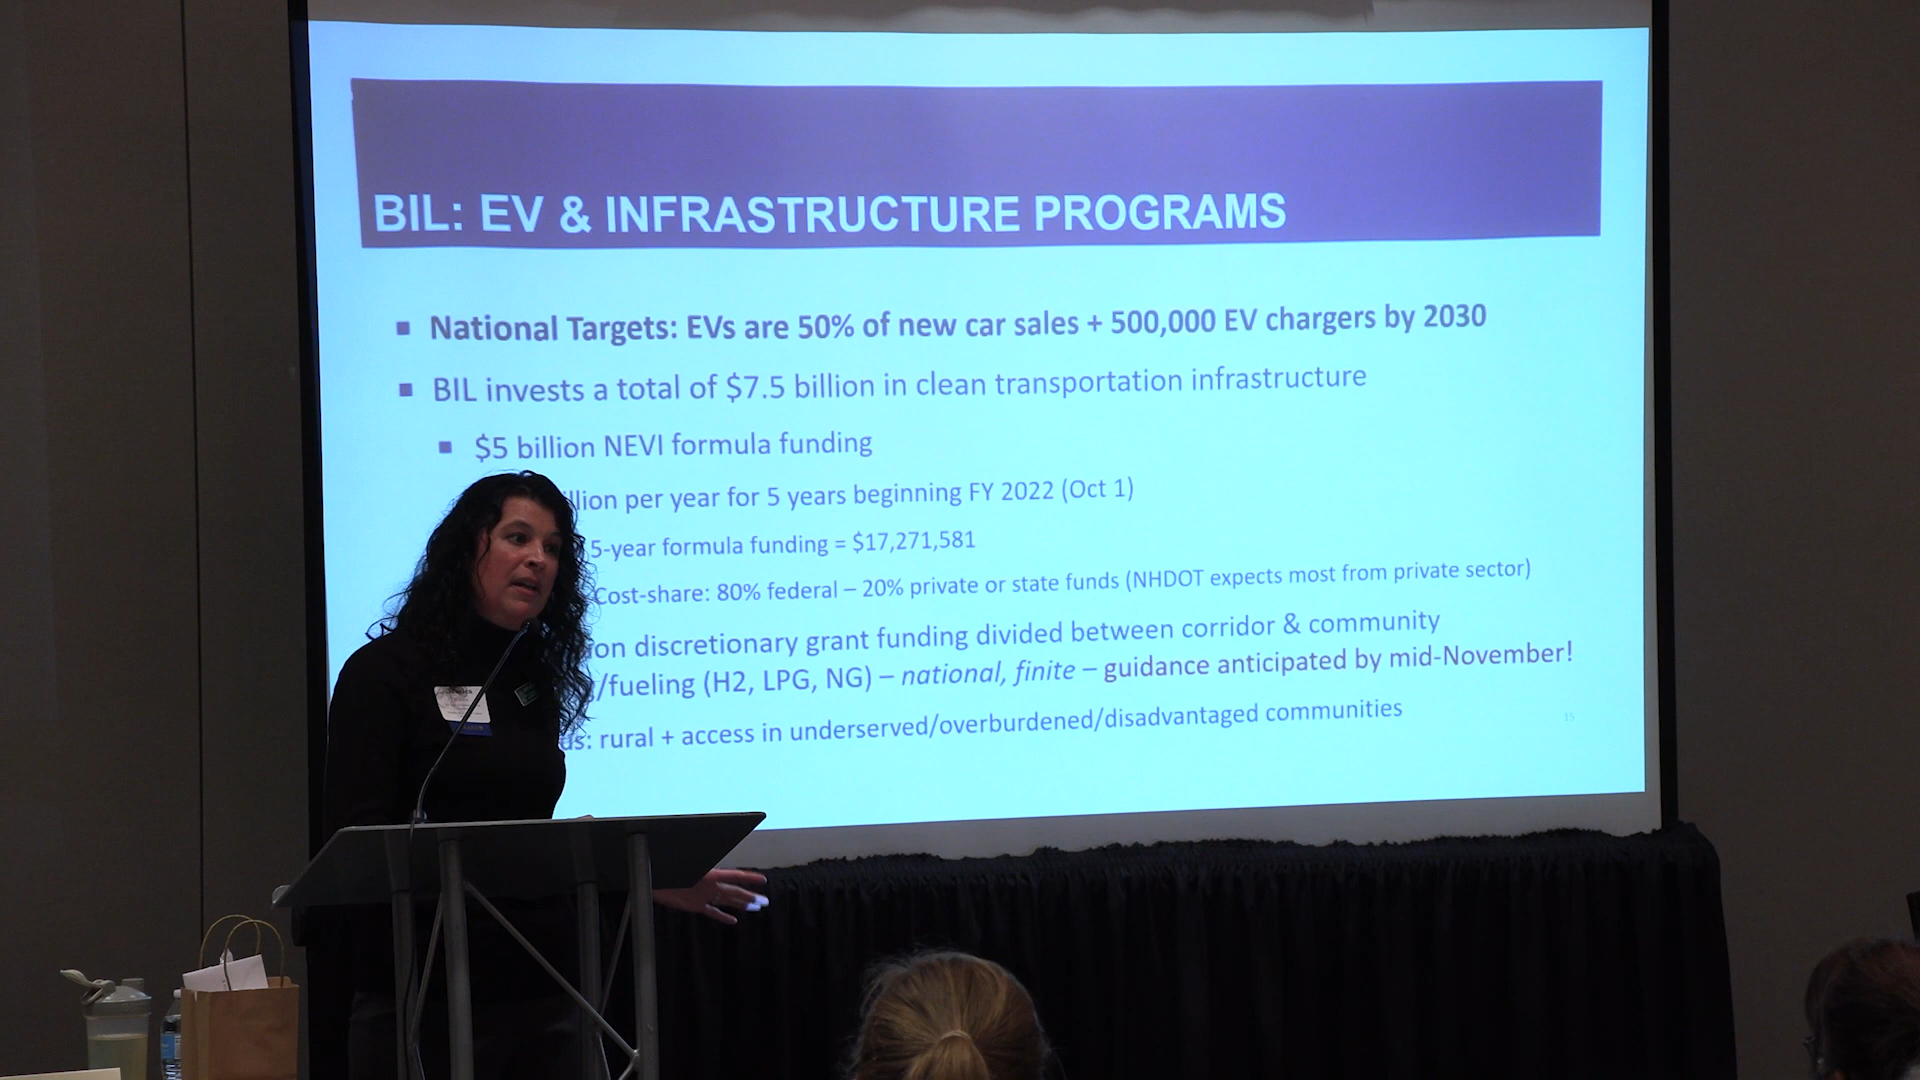 BIL: EV & INFRASTRUCTURE PROGRAMS
National Targets: EVs are 50% of new car sales + 500,000 EV chargers by 2030
BIL invests a total of $7.5 billion in clean transportation infrastructure
$5 billion NEVI formula funding
per year for 5 years beginning FY 2022 (Oct 1)
5-year formula funding = $17,271,581
Cost-share: 80% federal – 20% private or state funds (NHDOT expects most from private sector)
discretionary grant funding divided between corridor & community
/fueling (H2, LPG, NG) – national, finite – guidance anticipated by mid-November!
rural + access in underserved/overburdened/disadvantaged communities
15